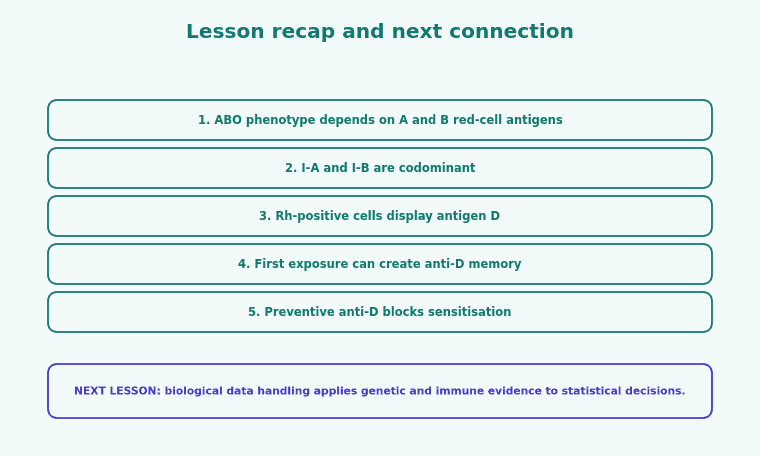 Lesson recap and next connection
1. ABO phenotype depends on A and B red-cell antigens
2. I-A and I-B are codominant
3. Rh-positive cells display antigen D
4. First exposure can create anti-D memory
5. Preventive anti-D blocks sensitisation
NEXT LESSON: biological data handling applies genetic and immune evidence to statistical decisions.